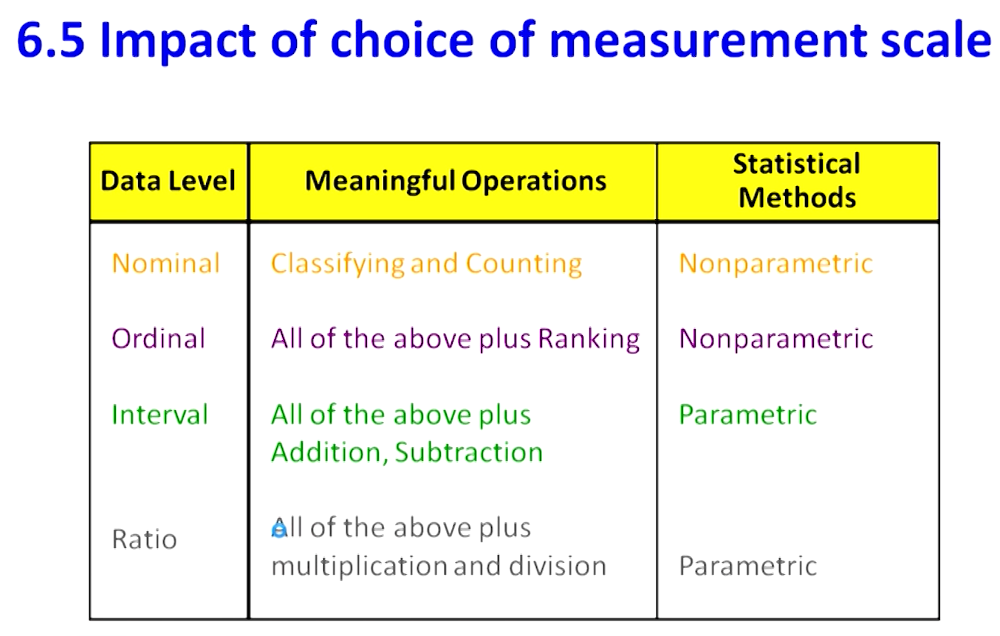 6.5 Impact of choice of measurement scale
Data Level
Meaningful Operations
Statistical
Methods
Nominal
Classifying and Counting
Nonparametric
Ordinal
All of the above plus Ranking
Nonparametric
Interval
All of the above plus
Addition, Subtraction
Parametric
Ratio
All of the above plus
multiplication and division
Parametric